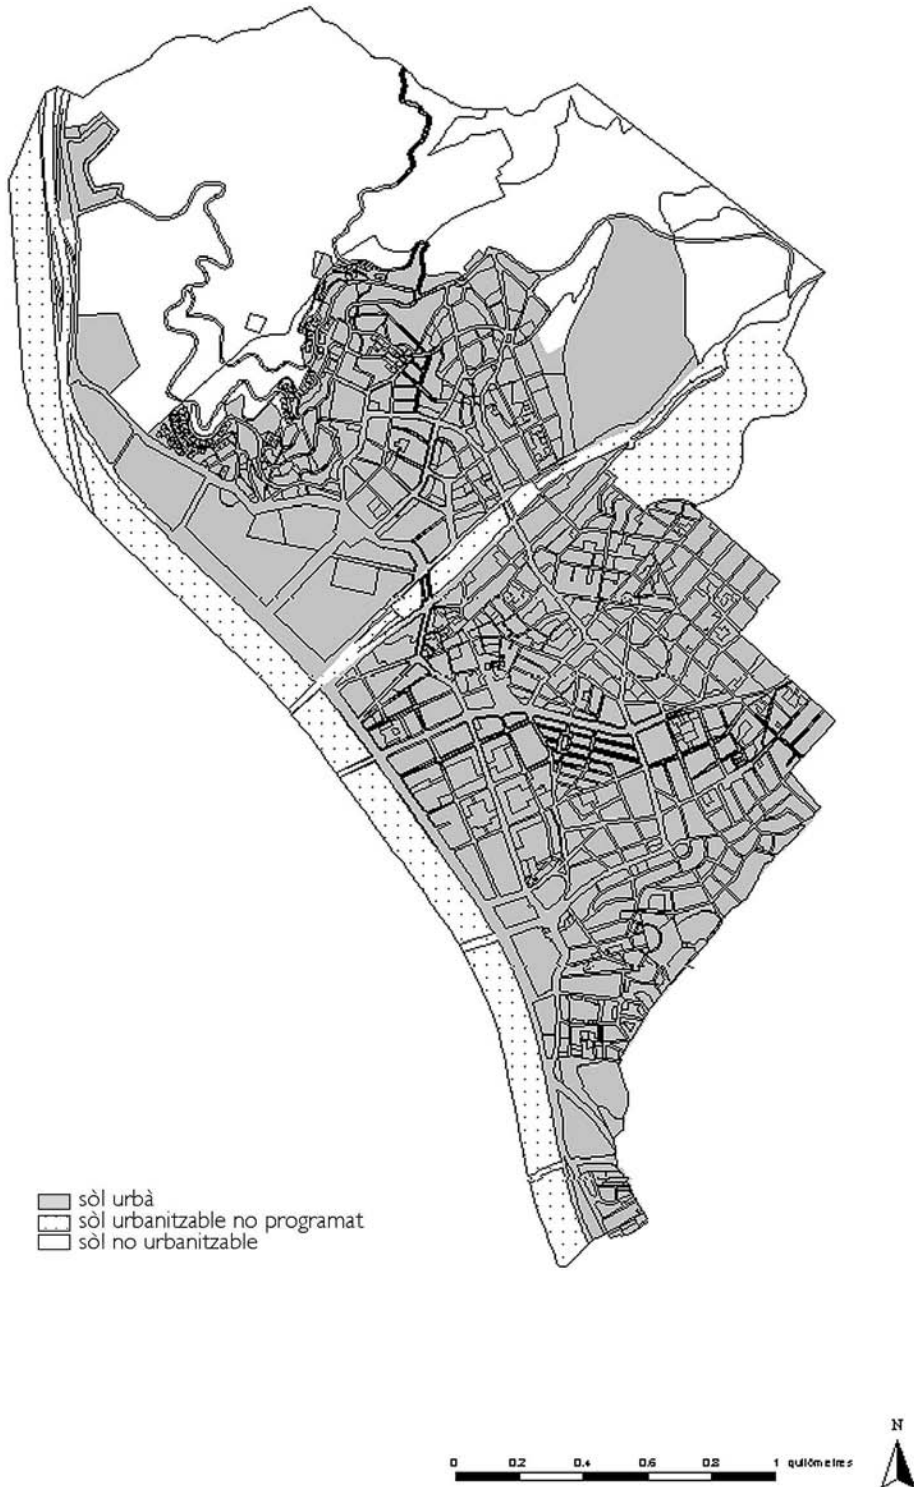 sòl urbà
sòl urbanitzable no programat
sòl no urbanitzable
N
0 0.2 0.4 0.6 0.8 1 quilòmetres